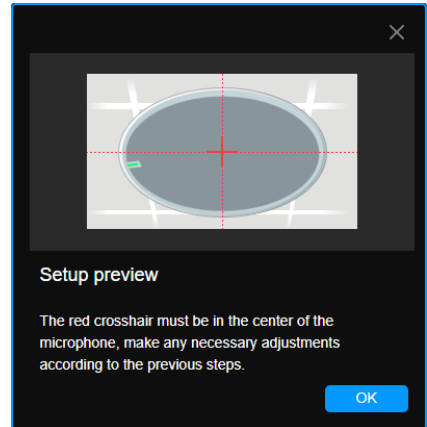 Setup preview
The red crosshair must be in the center of the
microphone, make any necessary adjustments
according to the previous steps.
OK